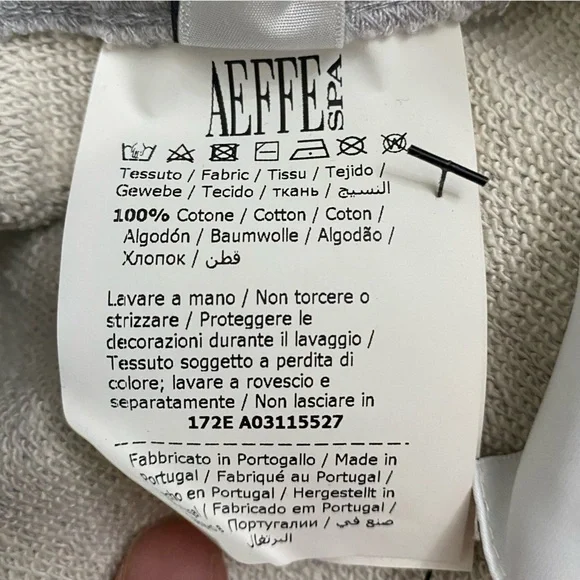 AEFFE SPA
Tessuto / Fabric / Tissu / Tejido /
Gewebe / Tecido / ткань / النسيج
100% Cotone / Cotton / Coton /
Algodón / Baumwolle / Algodão /
Хлопок / قطن
Lavare a mano / Non torcere o
strizzare / Proteggere le
decorazioni durante il lavaggio /
Tessuto soggetto a perdita di
colore; lavare a rovescio e
separatamente / Non lasciare in
172E A03115527
Fabbricato in Portogallo / Made in
Portugal / Fabriqué au Portugal /
en Portugal / Hergestellt in
Portugal / Fabricado em Portugal /
Португалии / صنع في
البرتغال